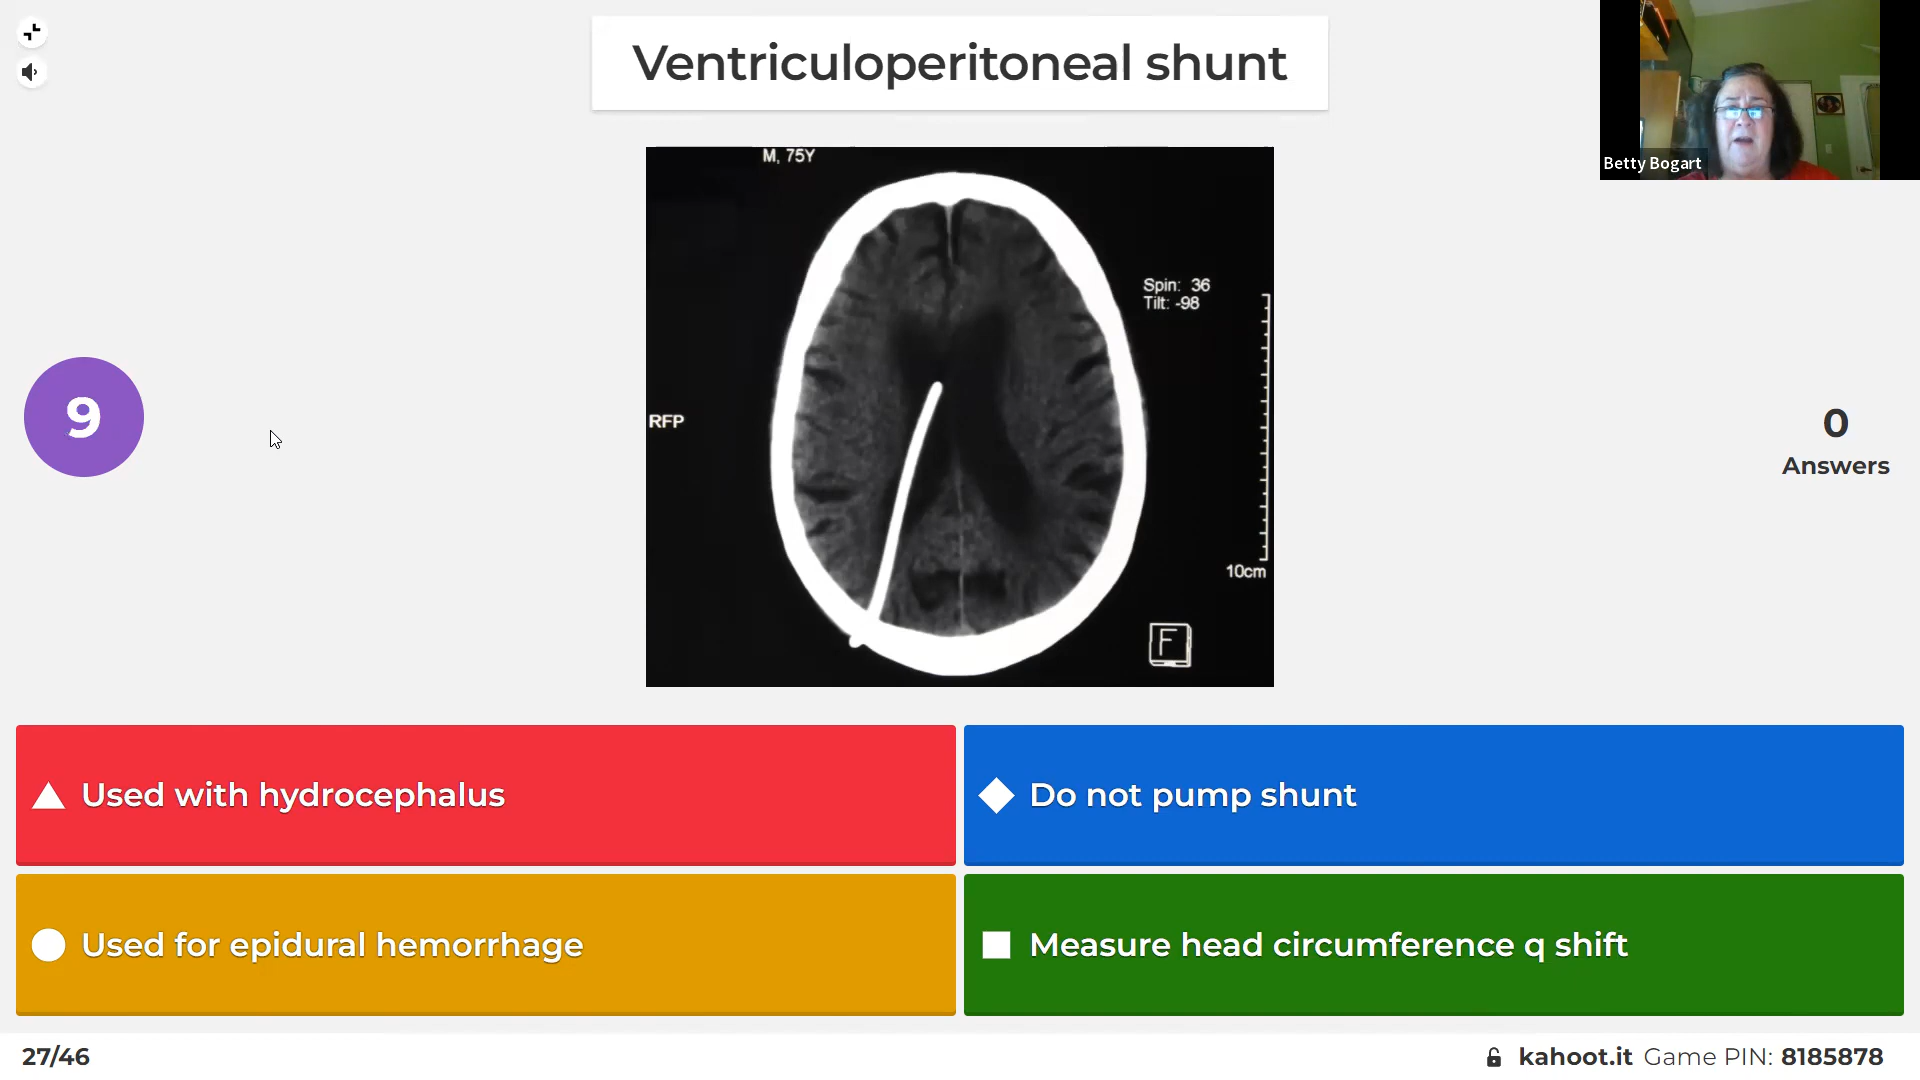 Ventriculoperitoneal shunt
Betty Bogart
M, 75Y
Spin: 36
Tilt: -98
RFP
10cm
F
9
0
Answers
Used with hydrocephalus
Do not pump shunt
Used for epidural hemorrhage
Measure head circumference q shift
27/46
kahoot.it Game PIN: 8185878